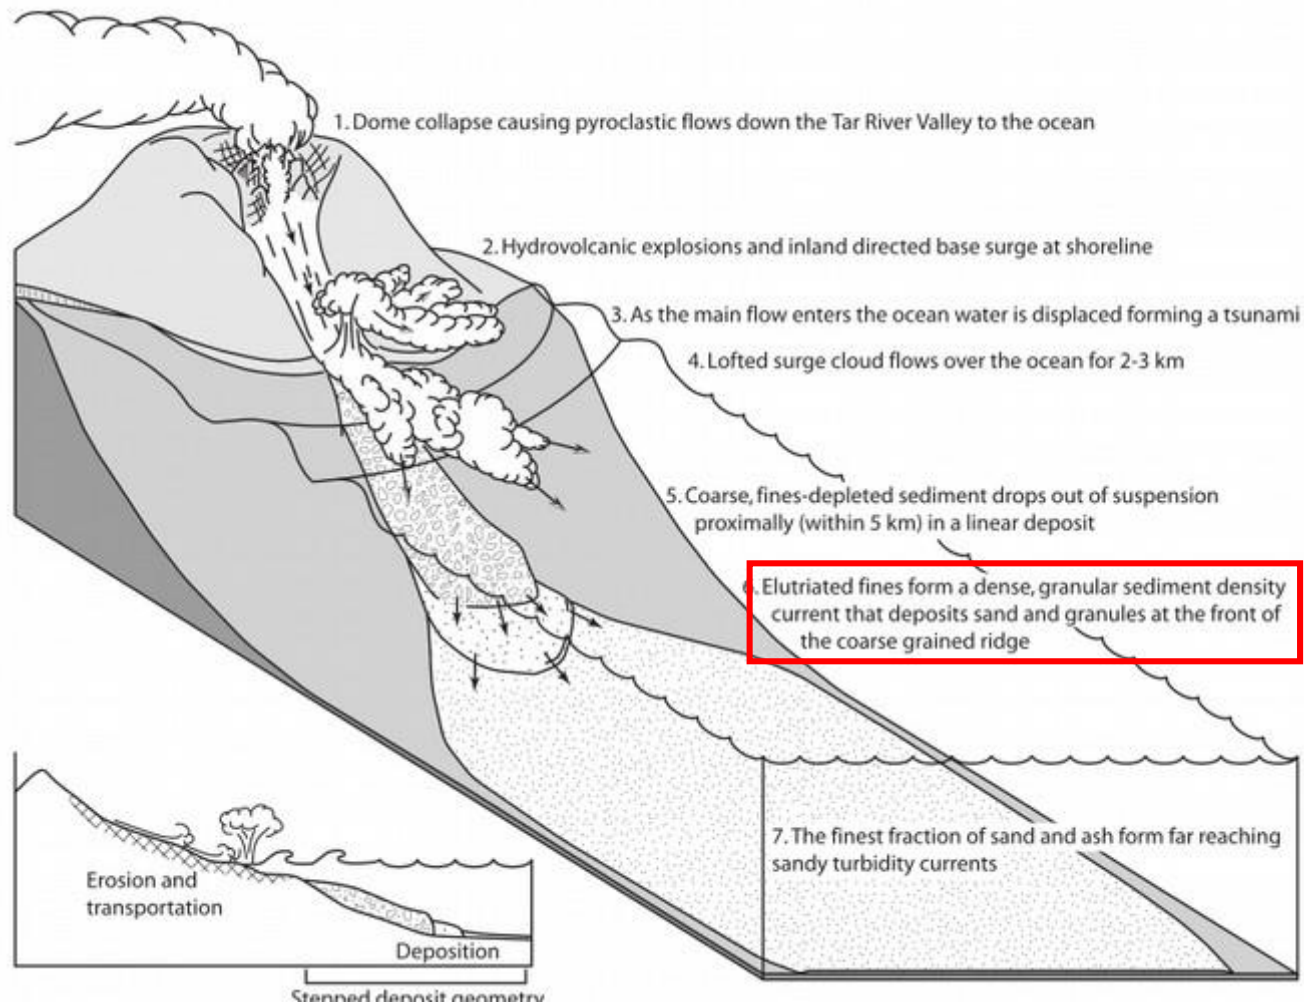 1. Dome collapse causing pyroclastic flows down the Tar River Valley to the ocean
2. Hydrovolcanic explosions and inland directed base surge at shoreline
3. As the main flow enters the ocean water is displaced forming a tsunami
4. Lofted surge cloud flows over the ocean for 2-3 km
5. Coarse, fines-depleted sediment drops out of suspension
proximally (within 5 km) in a linear deposit
6. Elutriated fines form a dense, granular sediment density
current that deposits sand and granules at the front of
the coarse grained ridge
7. The finest fraction of sand and ash form far reaching
sandy turbidity currents
Erosion and
transportation
Deposition
Stepped deposit geometry